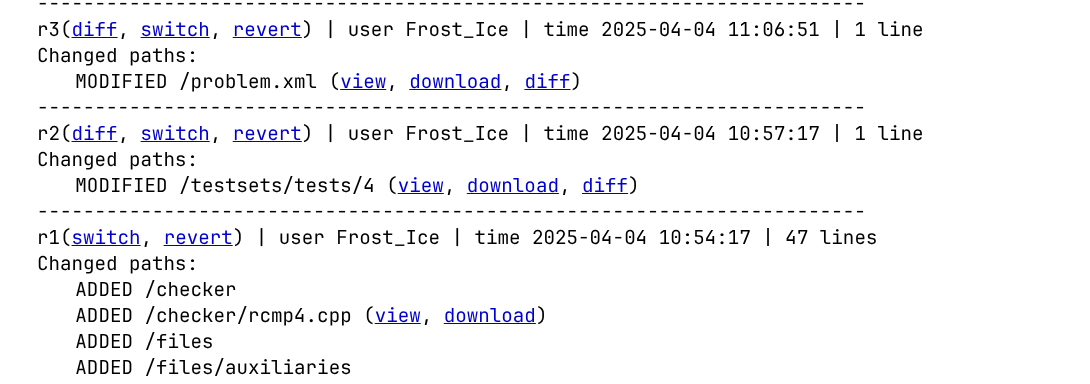 ------------------------------------------------------------------------
r3(diff, switch, revert) | user Frost_Ice | time 2025-04-04 11:06:51 | 1 line
Changed paths:
MODIFIED /problem.xml (view, download, diff)
------------------------------------------------------------------------
r2(diff, switch, revert) | user Frost_Ice | time 2025-04-04 10:57:17 | 1 line
Changed paths:
MODIFIED /testsets/tests/4 (view, download, diff)
------------------------------------------------------------------------
r1(switch, revert) | user Frost_Ice | time 2025-04-04 10:54:17 | 47 lines
Changed paths:
ADDED /checker
ADDED /checker/rcmp4.cpp (view, download)
ADDED /files
ADDED /files/auxiliaries